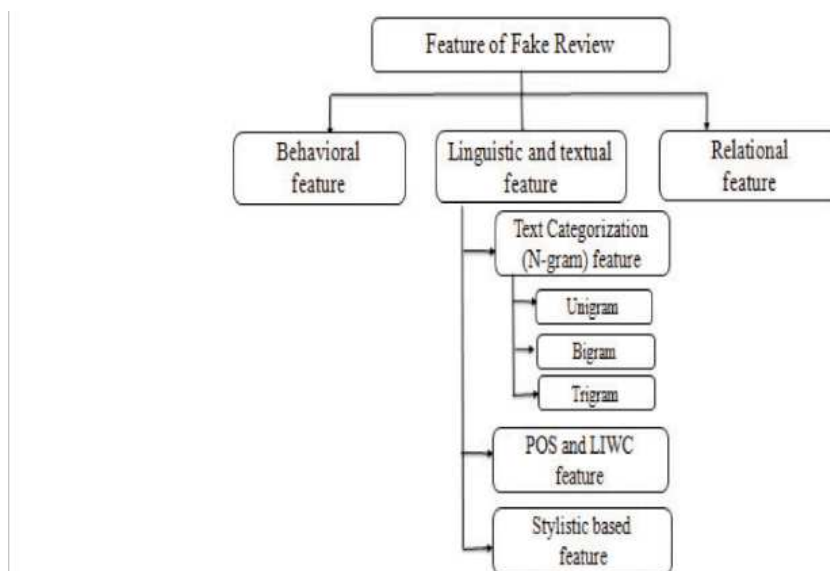 Feature of Fake Review
Behavioral
feature
Linguistic and textual
feature
Relational
feature
Text Categorization
(N-gram) feature
Unigram
Bigram
Trigram
POS and LIWC
feature
Stylistic based
feature